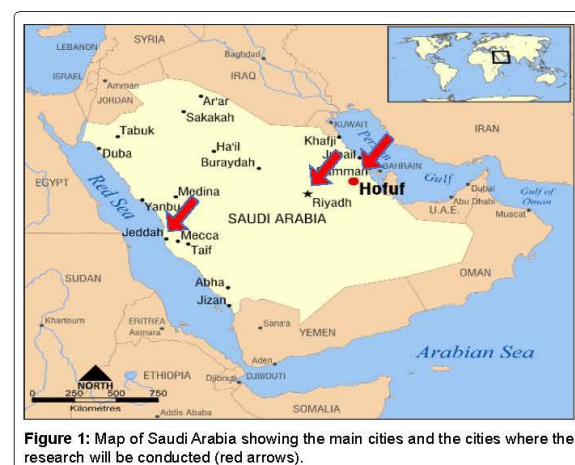 SYRIA
LEBANON
Baghdad
IRAQ
ISRAEL
Amman
JORDAN
Ar'ar
Sakakah
KUWAIT
IRAN
Tabuk
Khafji
Ha'il
Duba
Buraydah
BAHRAIN
Hofuf
Gulf
EGYPT
Medina
Riyadh
Dubai
Gulf of
Oman
Red Sea
Yanbu
Abu Dhabi
SAUDI ARABIA
U.A.E.
Muscat
Jeddah
Mecca
Taif
OMAN
SUDAN
Abha
Jizan
Khartoum
ERITREA
Asmara
Sana'a
YEMEN
Arabian Sea
Aden
NORTH
ETHIOPIA
Djibouti
DJIBOUTI
0 250 500 750
Kilometres
Addis Ababa
SOMALIA
Figure 1: Map of Saudi Arabia showing the main cities and the cities where the
research will be conducted (red arrows).